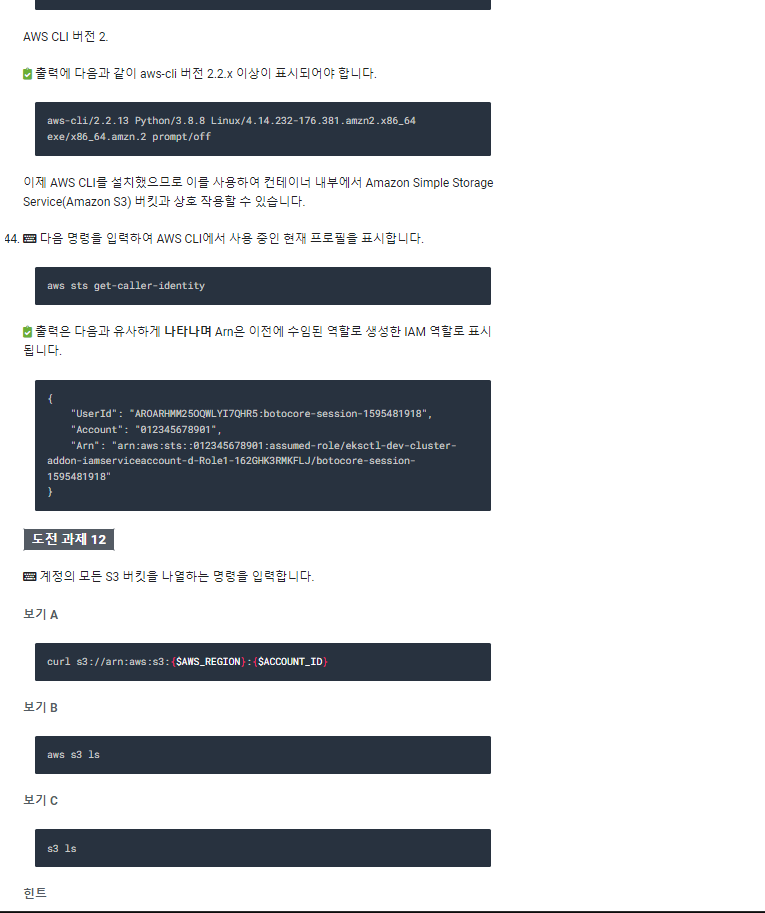 AWS CLI 버전 2.
출력에 다음과 같이 aws-cli 버전 2.2.x 이상이 표시되어야 합니다.
aws-cli/2.2.13 Python/3.8.8 Linux/4.14.232-176.381.amzn2.x86_64
exe/x86_64.amzn.2 prompt/off
이제 AWS CLI를 설치했으므로 이를 사용하여 컨테이너 내부에서 Amazon Simple Storage
Service(Amazon S3) 버킷과 상호 작용할 수 있습니다.
44. 다음 명령을 입력하여 AWS CLI에서 사용 중인 현재 프로필을 표시합니다.
aws sts get-caller-identity
출력은 다음과 유사하게 나타나며 Arn은 이전에 수임된 역할로 생성한 IAM 역할로 표시
됩니다.
{
"UserId": "AROARHMM25OQWLYI7QHR5:botocore-session-1595481918",
"Account": "012345678901",
"Arn": "arn:aws:sts::012345678901:assumed-role/eksctl-dev-cluster-
addon-iamserviceaccount-d-Role1-162GHK3RMKFLJ/botocore-session-
1595481918"
}
도전 과제 12
계정의 모든 S3 버킷을 나열하는 명령을 입력합니다.
보기 A
curl s3://arn:aws:s3:{$AWS_REGION}:{$ACCOUNT_ID}
보기 B
aws s3 ls
보기 C
s3 ls
힌트